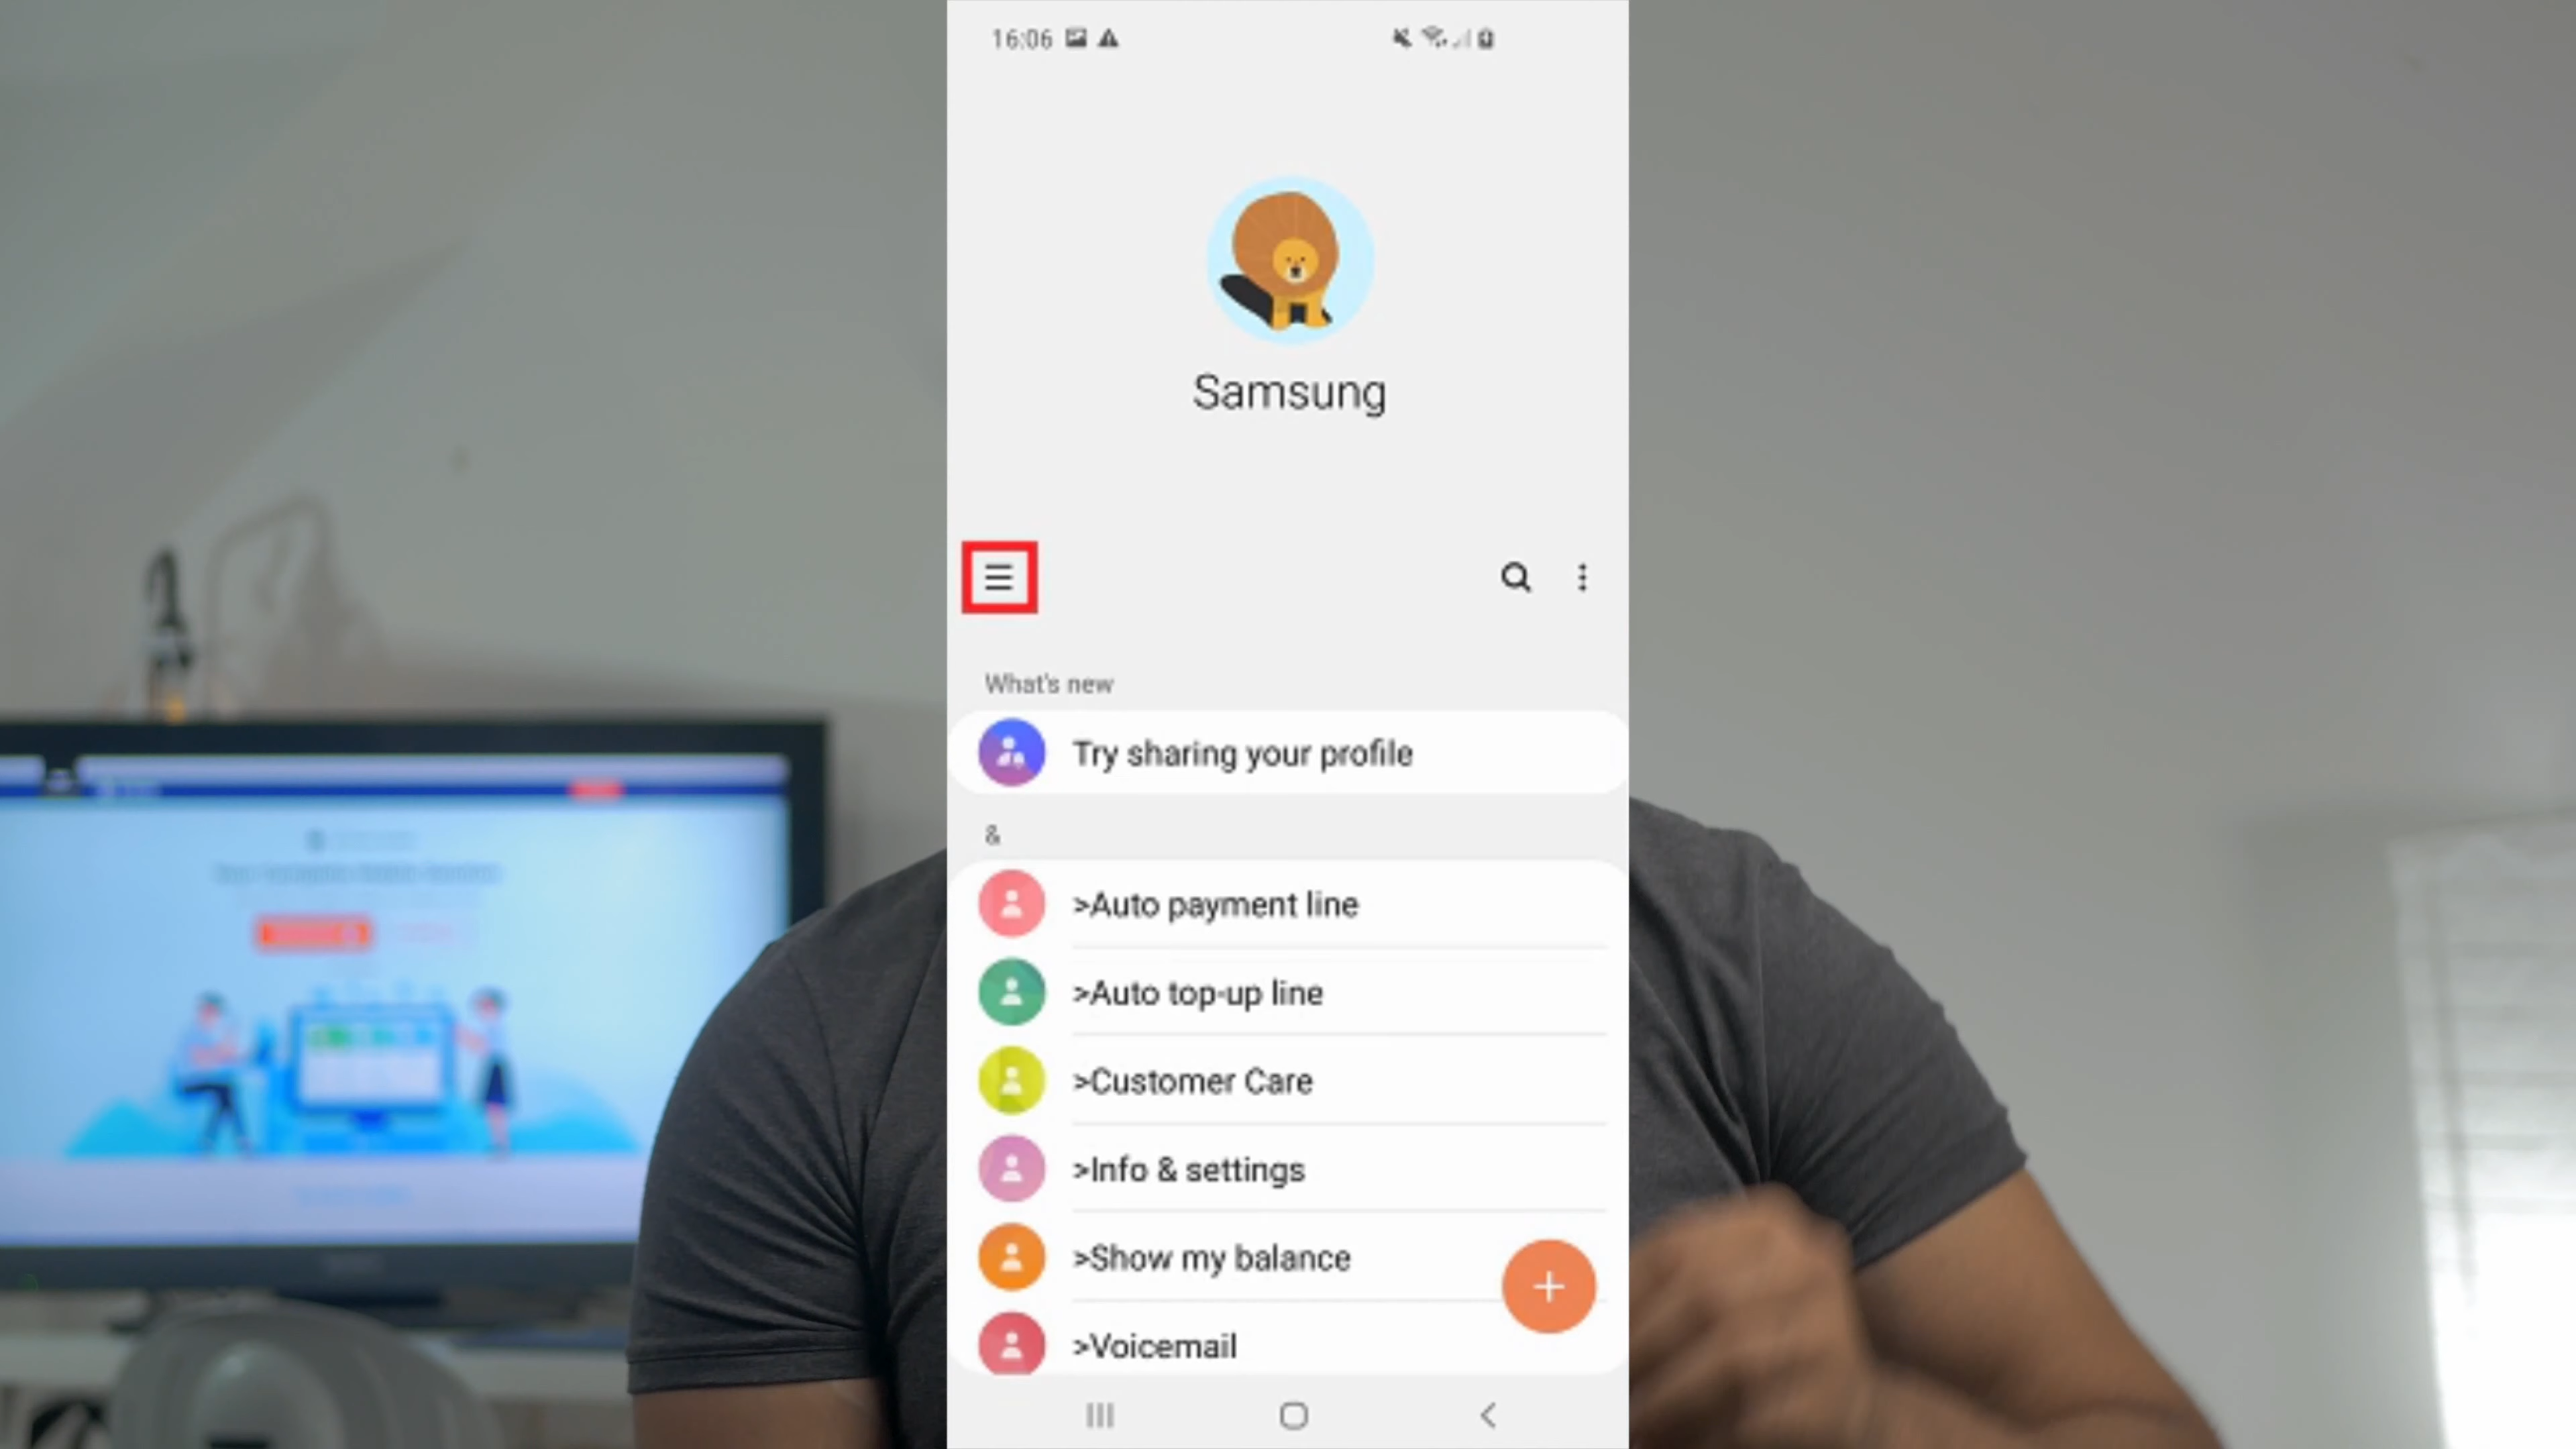 16:06
Samsung
What's new
Try sharing your profile
&
>Auto payment line
>Auto top-up line
>Customer Care
>Info & settings
>Show my balance
>Voicemail